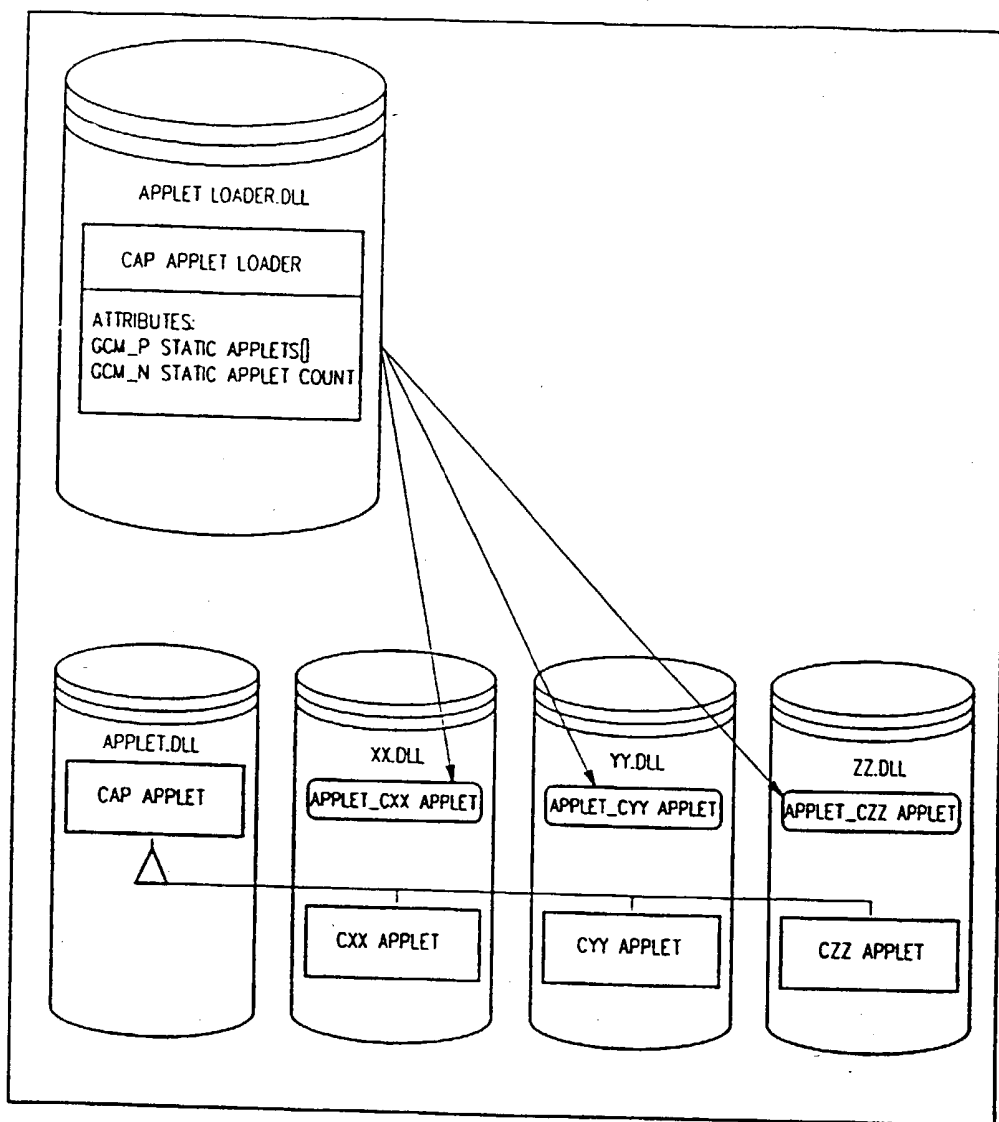 APPLET LOADER.DLL
CAP APPLET LOADER
ATTRIBUTES:
GCM_P STATIC APPLETS[]
GCM_N STATIC APPLET COUNT
APPLET.DLL
CAP APPLET
XX.DLL
APPLET_CXX APPLET
CXX APPLET
YY.DLL
APPLET_CYY APPLET
CYY APPLET
ZZ.DLL
APPLET_CZZ APPLET
CZZ APPLET